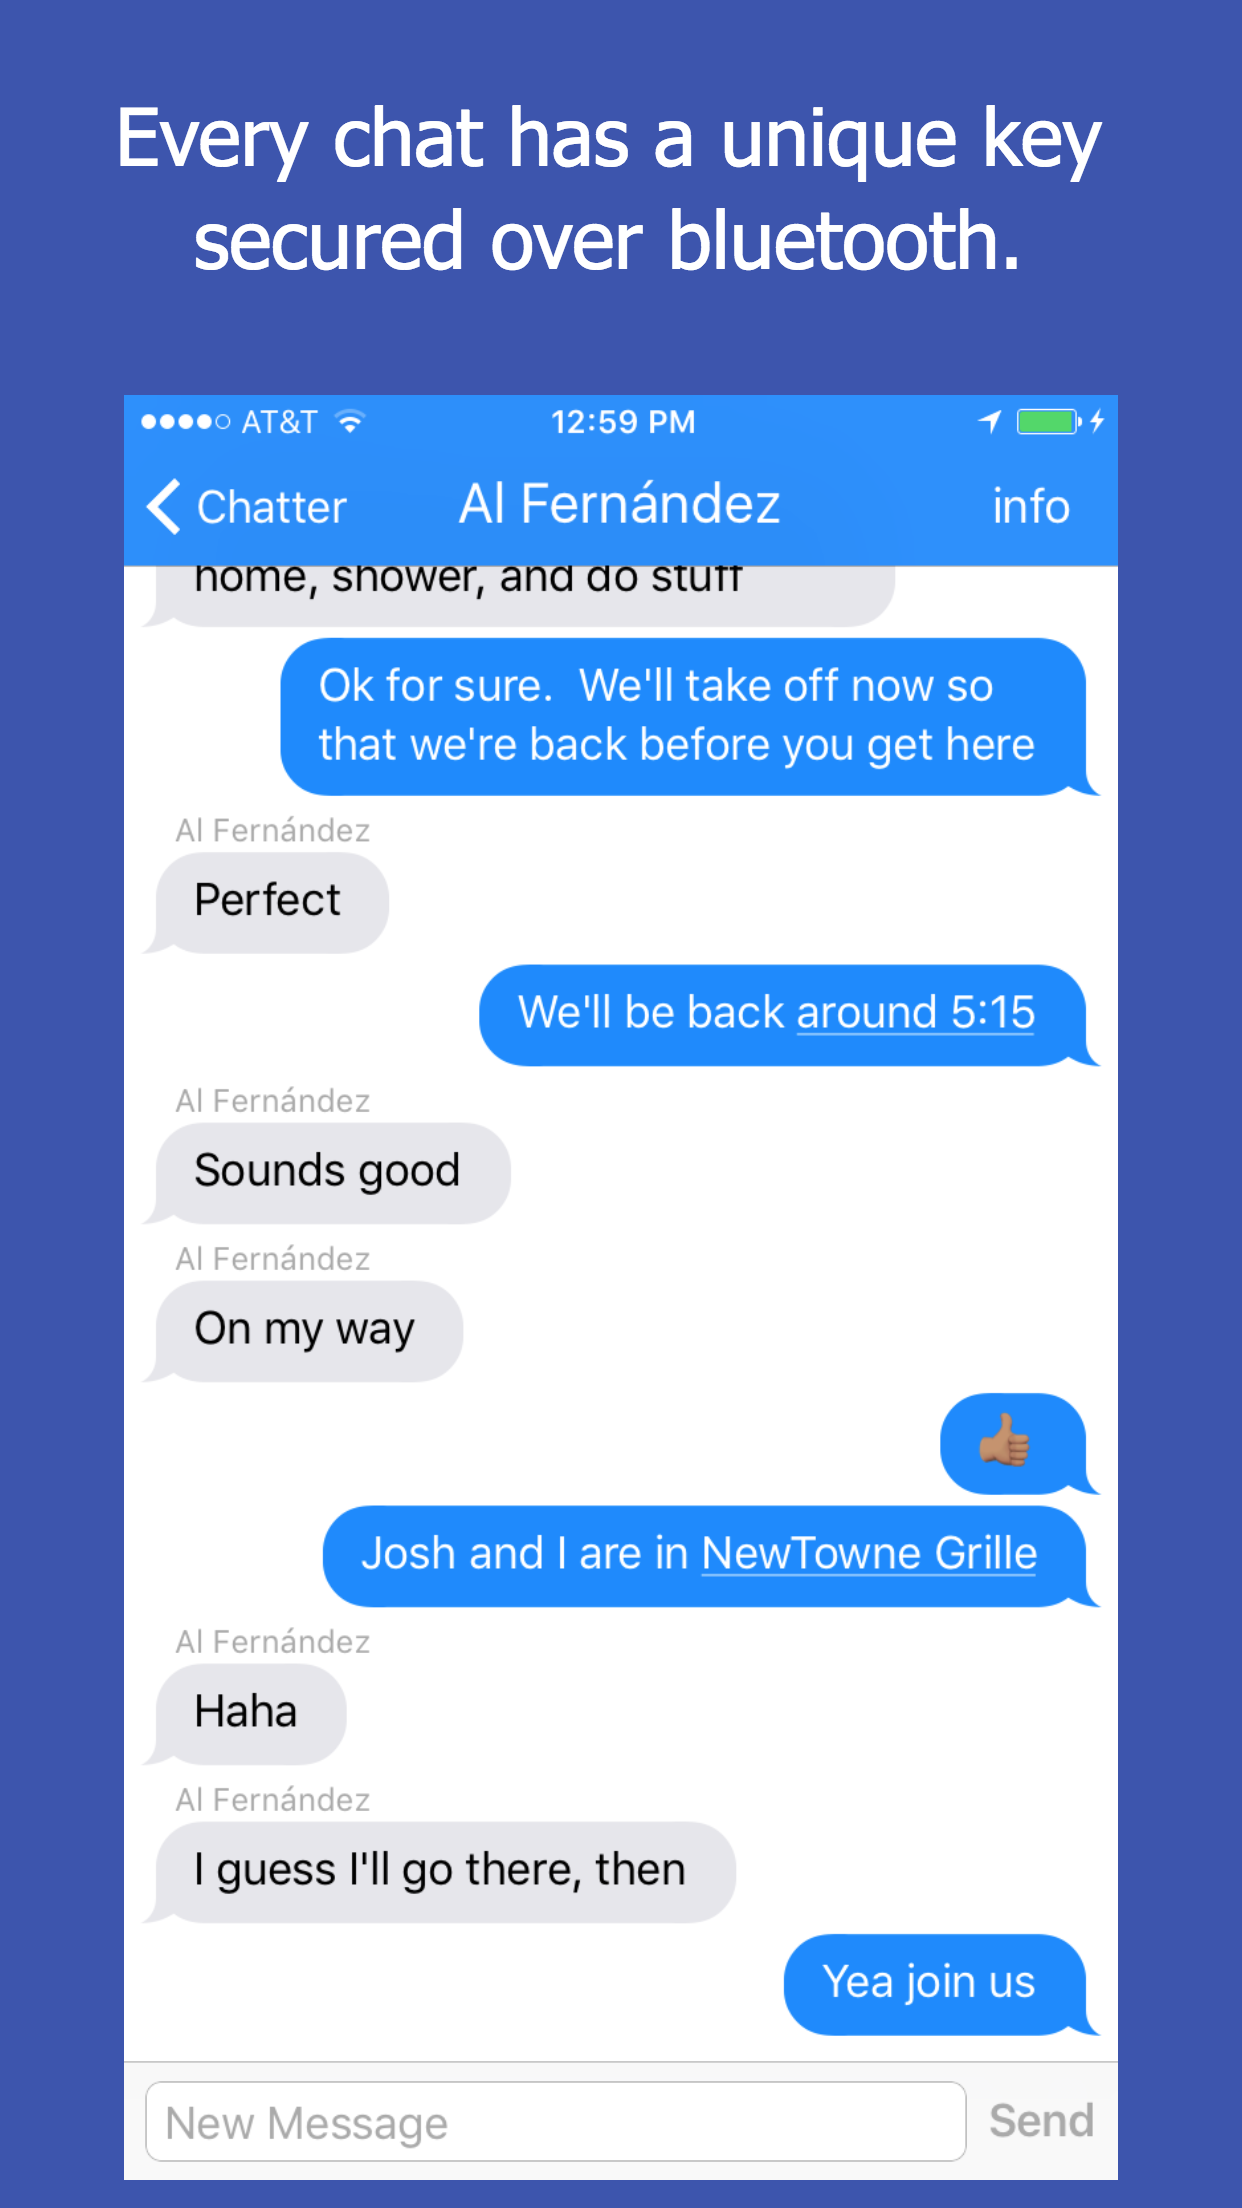 Every chat has a unique key
secured over bluetooth.
AT&T 12:59 PM
Chatter Al Fernández info
home, shower, and do stuff
Ok for sure.  We'll take off now so
that we're back before you get here
Al Fernández
Perfect
We'll be back around 5:15
Al Fernández
Sounds good
Al Fernández
On my way
Josh and I are in NewTowne Grille
Al Fernández
Haha
Al Fernández
I guess I'll go there, then
Yea join us
New Message Send